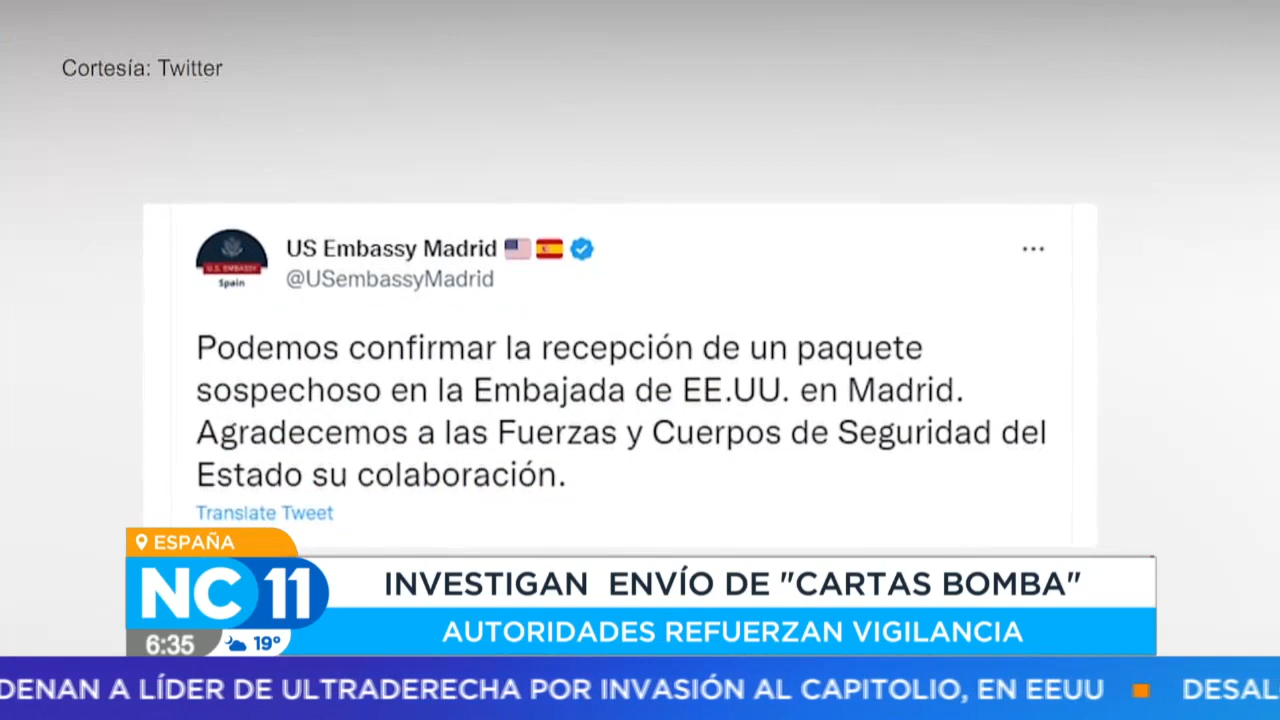 Cortesía: Twitter
US Embassy Madrid
@USembassyMadrid
U.S. EMBASSY
Spain
Podemos confirmar la recepción de un paquete
sospechoso en la Embajada de EE.UU. en Madrid.
Agradecemos a las Fuerzas y Cuerpos de Seguridad del
Estado su colaboración.
Translate Tweet
ESPAÑA
NC 11
INVESTIGAN ENVÍO DE "CARTAS BOMBA"
AUTORIDADES REFUERZAN VIGILANCIA
6:35
19º
DENAN A LÍDER DE ULTRADERECHA POR INVASIÓN AL CAPITOLIO, EN EEUU ■ DESAL